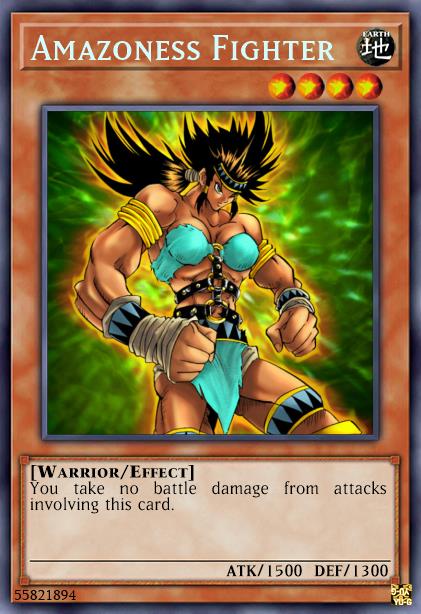 AMAZONESS FIGHTER
EARTH
地
[WARRIOR/EFFECT]
You take no battle damage from attacks
involving this card.
ATK/1500 DEF/1300
55821894